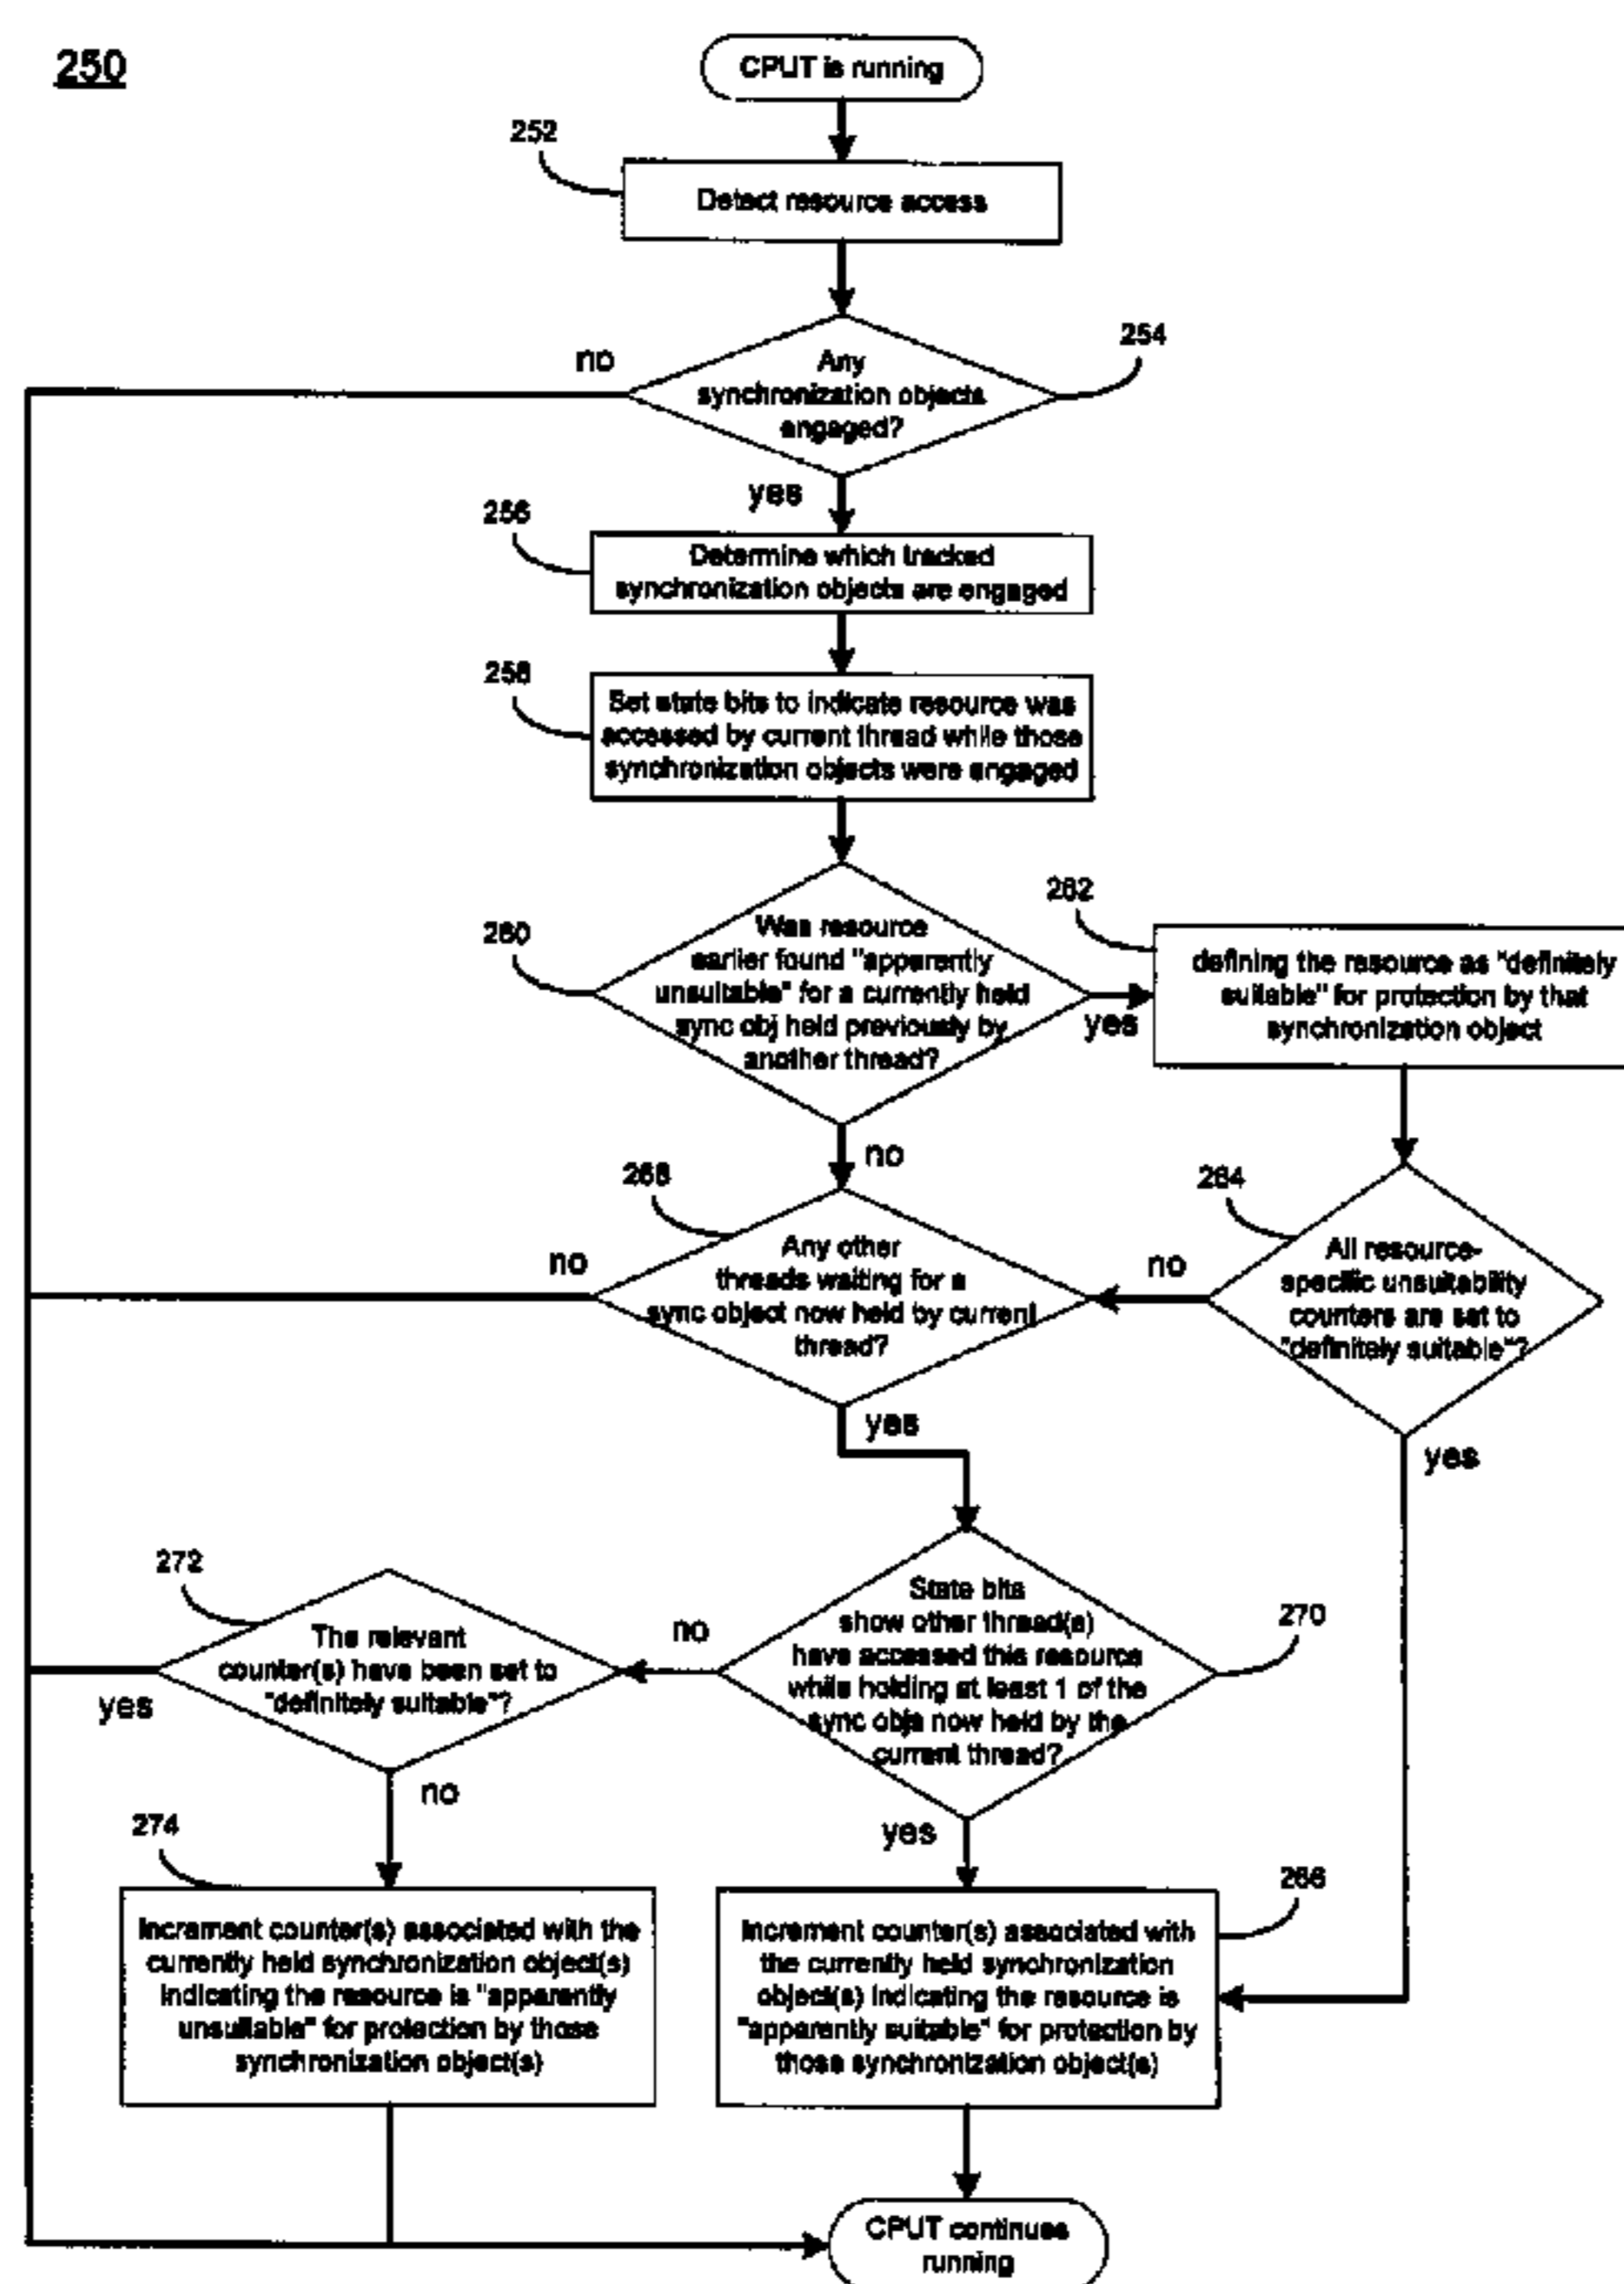 250
CPUT is running
252
Detect resource access
254
no
Any
synchronization objects
engaged?
yes
256
Determine which tracked
synchronization objects are engaged
258
Set state bits to indicate resource was
accessed by current thread while those
synchronization objects were engaged
260
Was resource
earlier found "apparently
unsuitable" for a currently held
sync obj held previously by
another thread?
yes
262
defining the resource as "definitely
suitable" for protection by that
synchronization object
no
268
no
Any other
threads waiting for a
sync object now held by current
thread?
no
264
All resource-
specific unsuitability
counters are set to
"definitely suitable"?
yes
yes
272
The relevant
counter(s) have been set to
"definitely suitable"?
yes
no
no
State bits
show other thread(s)
have accessed this resource
while holding at least 1 of the
sync objs now held by the
current thread?
270
yes
274
Increment counter(s) associated with the
currently held synchronization object(s)
indicating the resource is "apparently
unsuitable" for protection by those
synchronization object(s)
266
Increment counter(s) associated with
the currently held synchronization
object(s) indicating the resource is
"apparently suitable" for protection by
those synchronization object(s)
CPUT continues
running